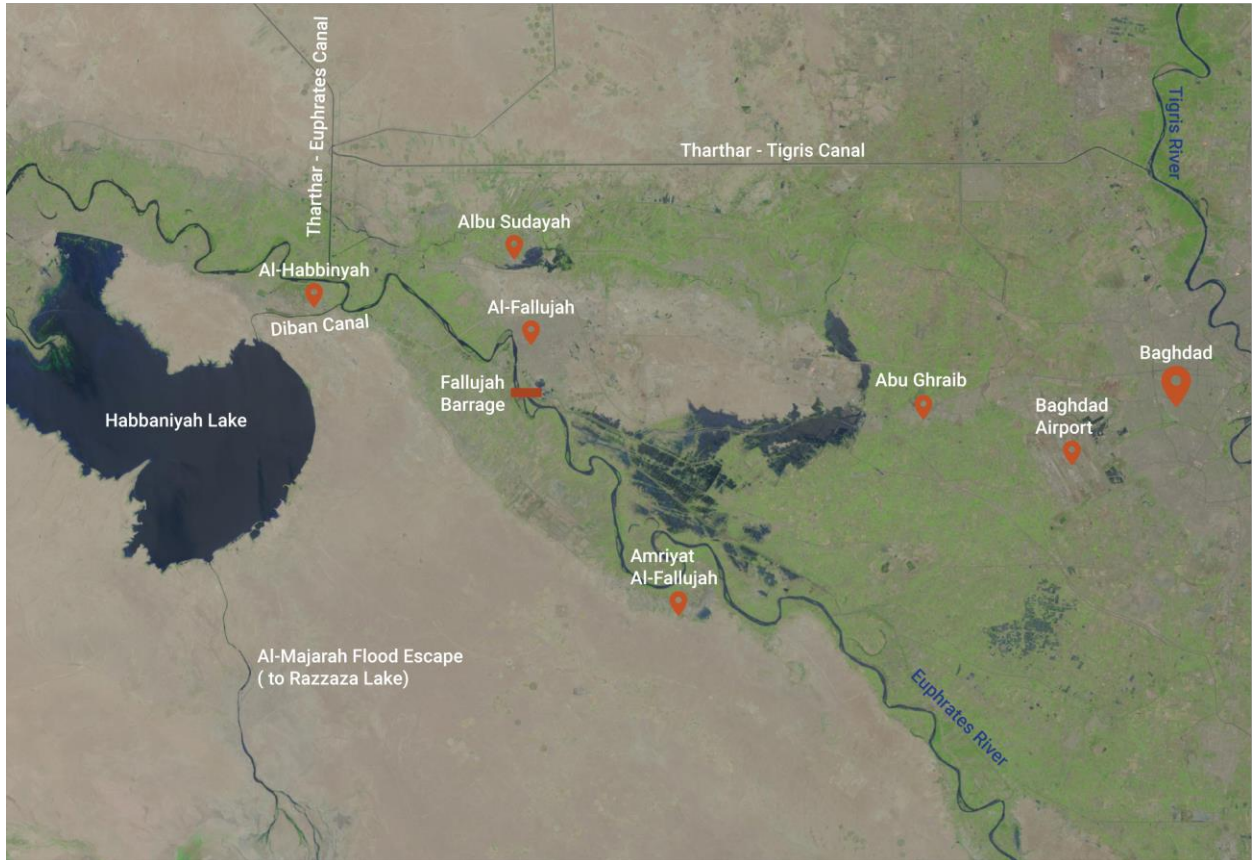 Tharthar - Euphrates Canal
Tigris River
Tharthar - Tigris Canal
Albu Sudayah
Al-Habbinyah
Diban Canal
Al-Fallujah
Fallujah
Barrage
Habbaniyah Lake
Abu Ghraib
Baghdad
Baghdad
Airport
Amriyat
Al-Fallujah
Al-Majarah Flood Escape
( to Razzaza Lake)
Euphrates River